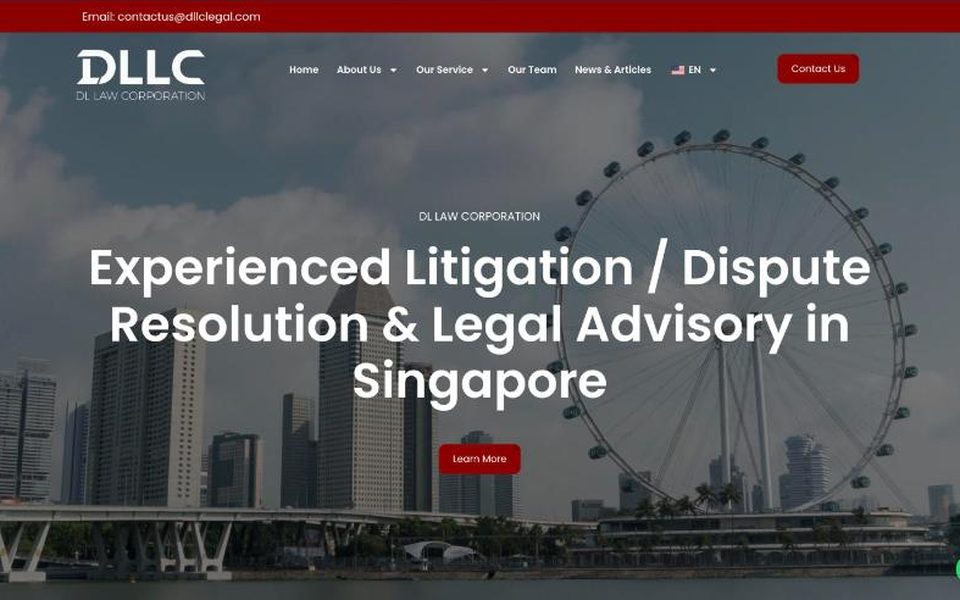 Email: contactus@dllclegal.com
DLLC
DL LAW CORPORATION
Home About Us Our Service Our Team News & Articles EN Contact Us
DL LAW CORPORATION
Experienced Litigation / Dispute
Resolution & Legal Advisory in
Singapore
Learn More